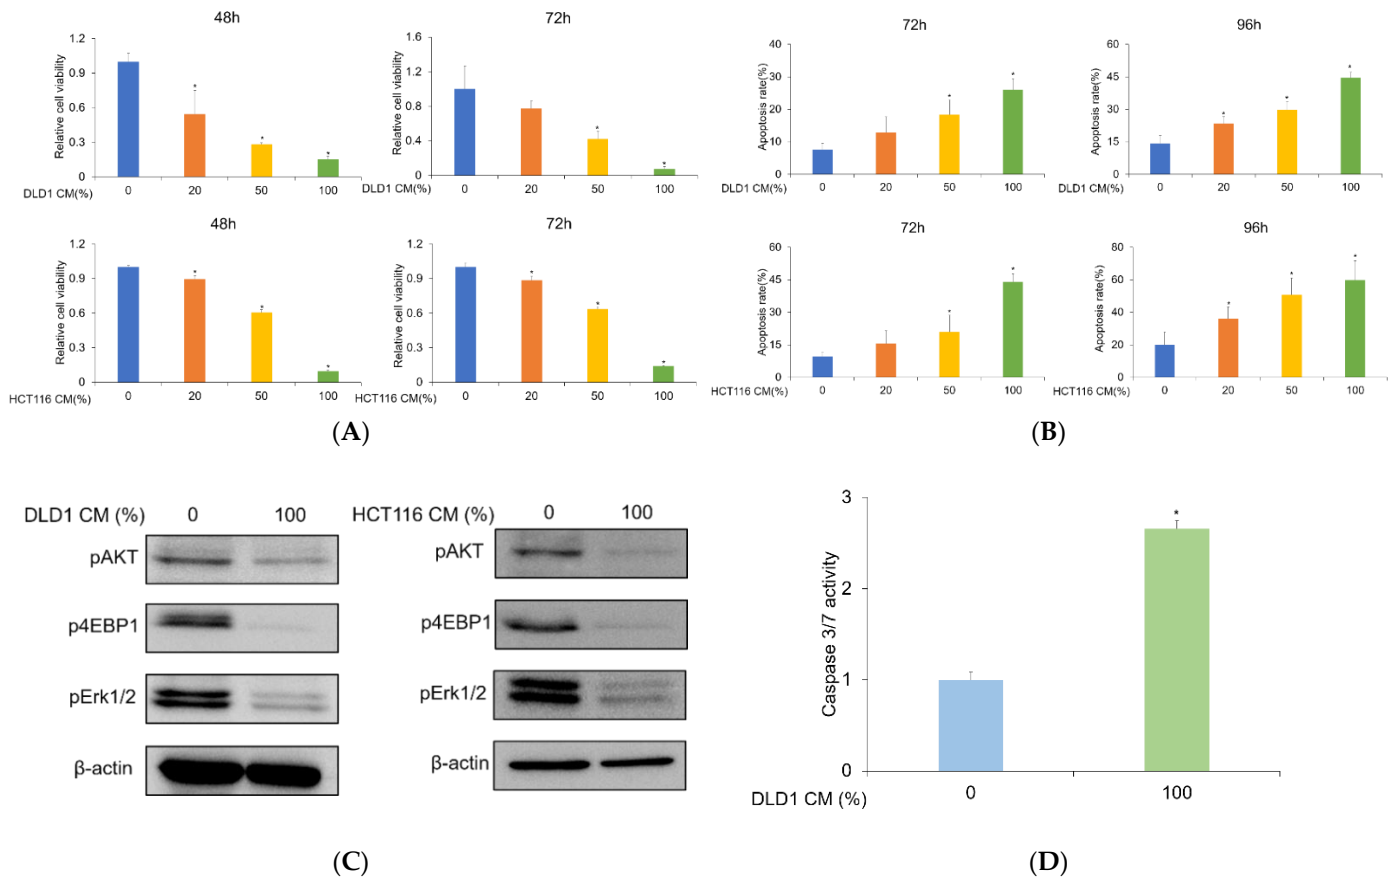 48h
Relative cell viability
1.2
0.9
0.6
0.3
0
* * *
DLD1 CM(%) 0 20 50 100
72h
Relative cell viability
1.6
1.2
0.8
0.4
0
* *
0 20 50 100
48h
Relative cell viability
1.2
0.9
0.6
0.3
0
* * *
HCT116 CM(%) 0 20 50 100
72h
Relative cell viability
1.2
0.9
0.6
0.3
0
* * *
HCT116 CM(%) 0 20 50 100
(A)
72h
Apoptosis rate(%)
40
30
20
10
0
* *
DLD1 CM(%) 0 20 50 100
96h
Apoptosis rate(%)
60
45
30
15
0
* * *
DLD1 CM(%) 0 20 50 100
72h
Apoptosis rate(%)
60
45
30
15
0
* *
HCT116 CM(%) 0 20 50 100
96h
Apoptosis rate(%)
80
60
40
20
0
* * *
HCT116 CM(%) 0 20 50 100
(B)
DLD1 CM (%) 0 100
pAKT
p4EBP1
pErk1/2
β-actin
HCT116 CM (%) 0 100
pAKT
p4EBP1
pErk1/2
β-actin
(C)
Caspase 3/7 activity
3
2
1
0
*
DLD1 CM (%) 0 100
(D)